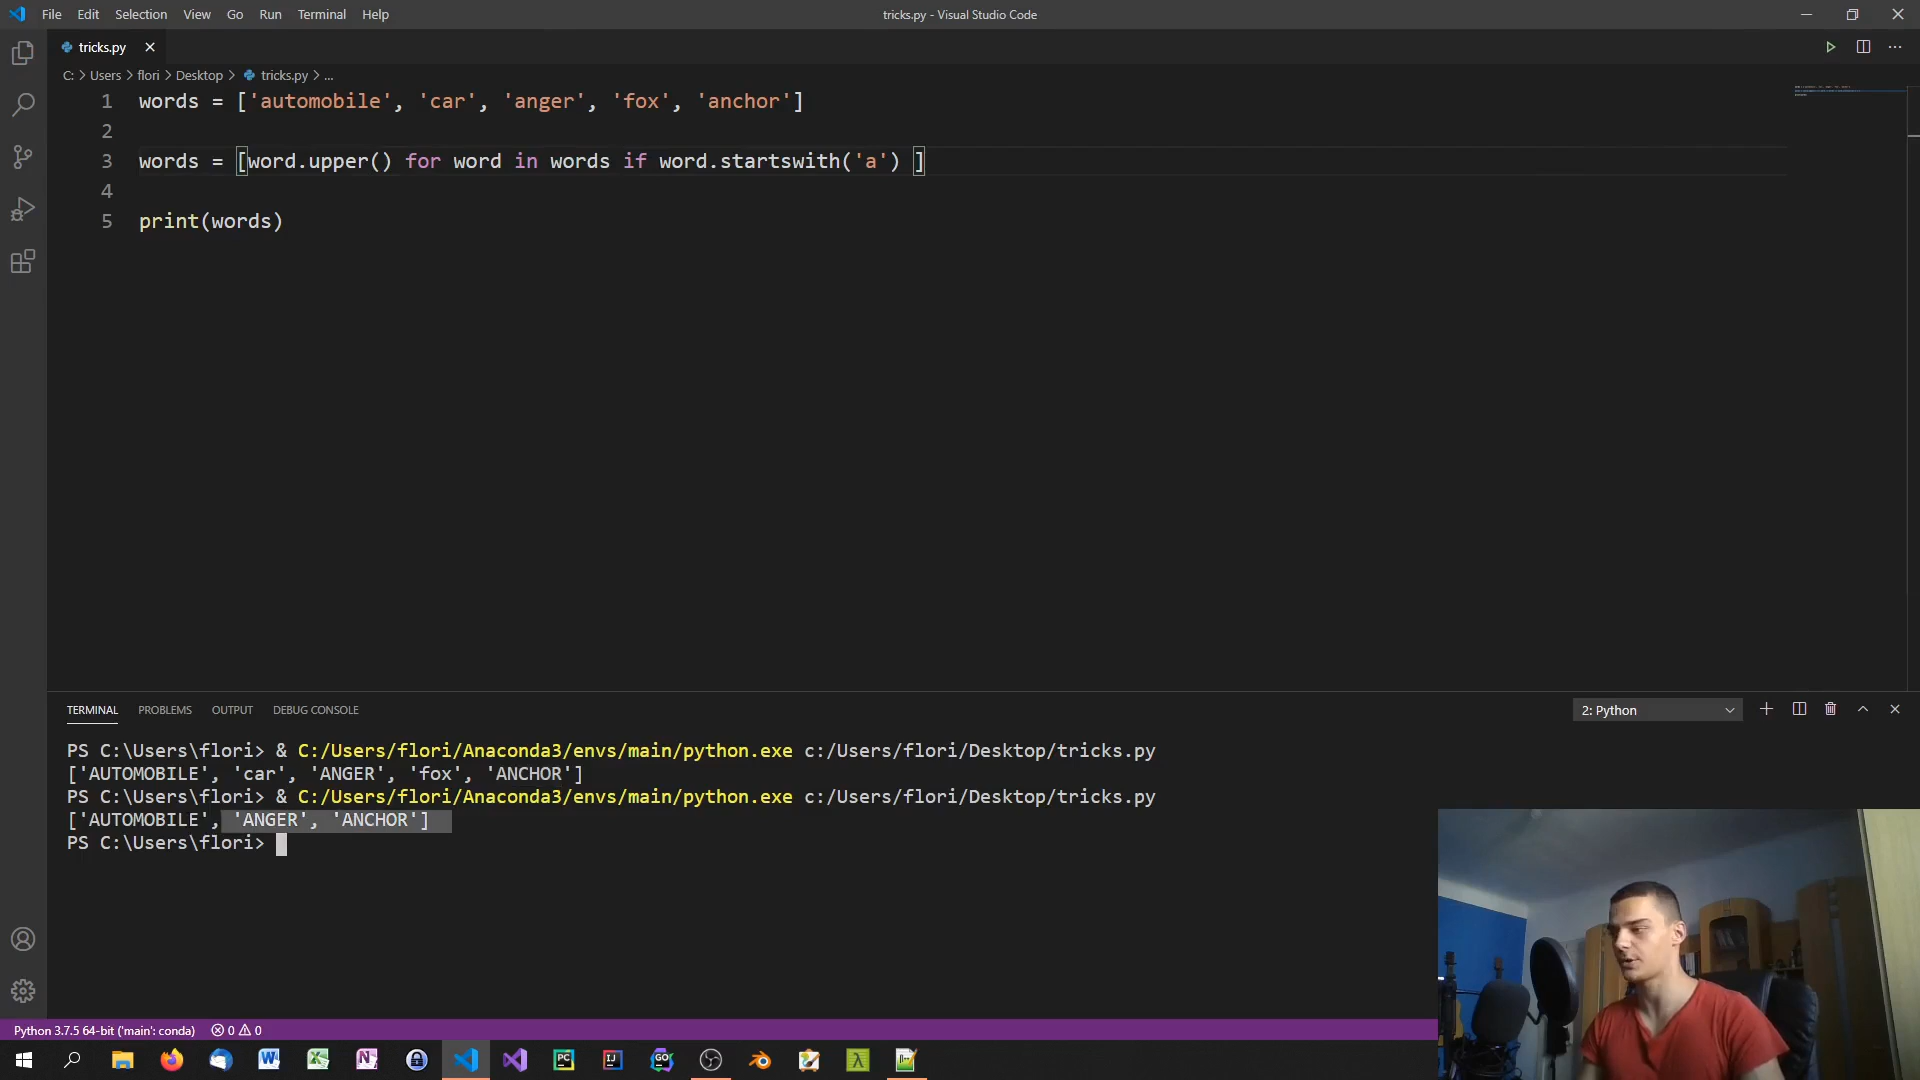 File Edit Selection View Go Run Terminal Help
tricks.py - Visual Studio Code
tricks.py
C: > Users > flori > Desktop > tricks.py > ...
1 words = ['automobile', 'car', 'anger', 'fox', 'anchor']
2
3 words = [word.upper() for word in words if word.startswith('a') ]
4
5 print(words)
TERMINAL PROBLEMS OUTPUT DEBUG CONSOLE
2: Python
PS C:\Users\flori> & C:/Users/flori/Anaconda3/envs/main/python.exe c:/Users/flori/Desktop/tricks.py
['AUTOMOBILE', 'car', 'ANGER', 'fox', 'ANCHOR']
PS C:\Users\flori> & C:/Users/flori/Anaconda3/envs/main/python.exe c:/Users/flori/Desktop/tricks.py
['AUTOMOBILE', 'ANGER', 'ANCHOR']
PS C:\Users\flori>
Python 3.7.5 64-bit ('main': conda) 0 0
W X N PC IJ GO λ